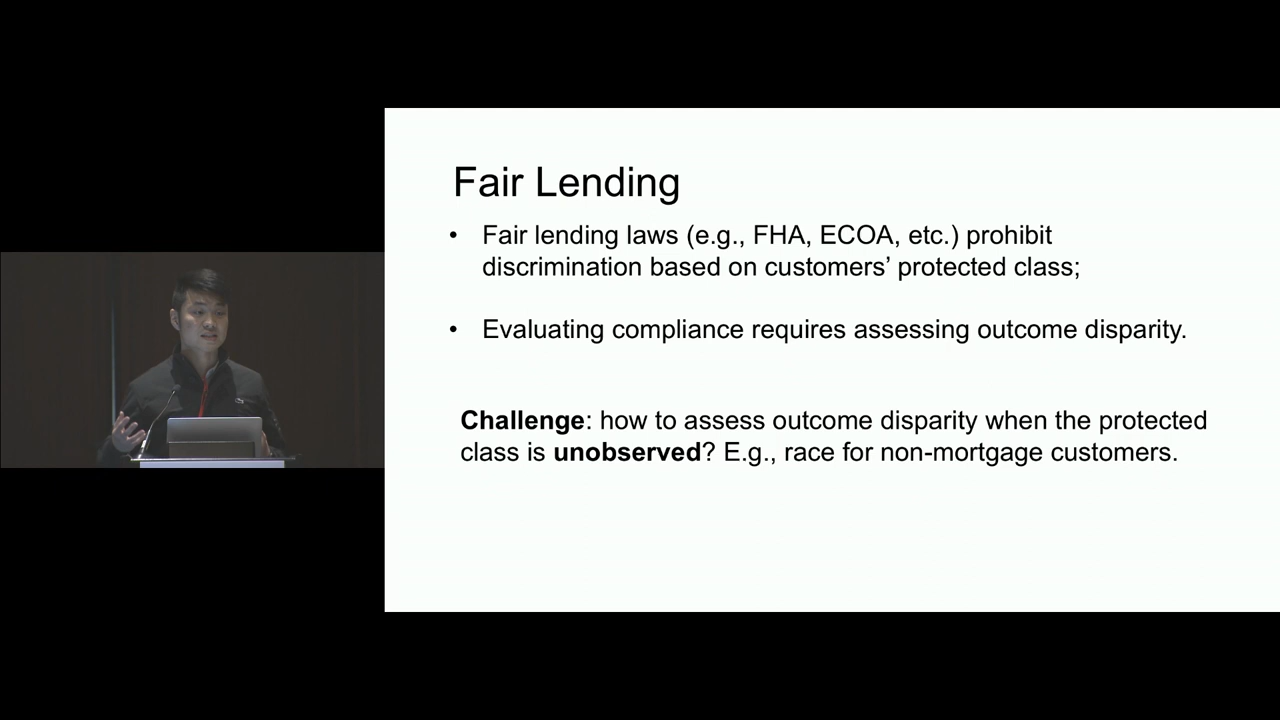 Fair Lending
• Fair lending laws (e.g., FHA, ECOA, etc.) prohibit
discrimination based on customers’ protected class;
• Evaluating compliance requires assessing outcome disparity.
Challenge: how to assess outcome disparity when the protected
class is unobserved? E.g., race for non-mortgage customers.